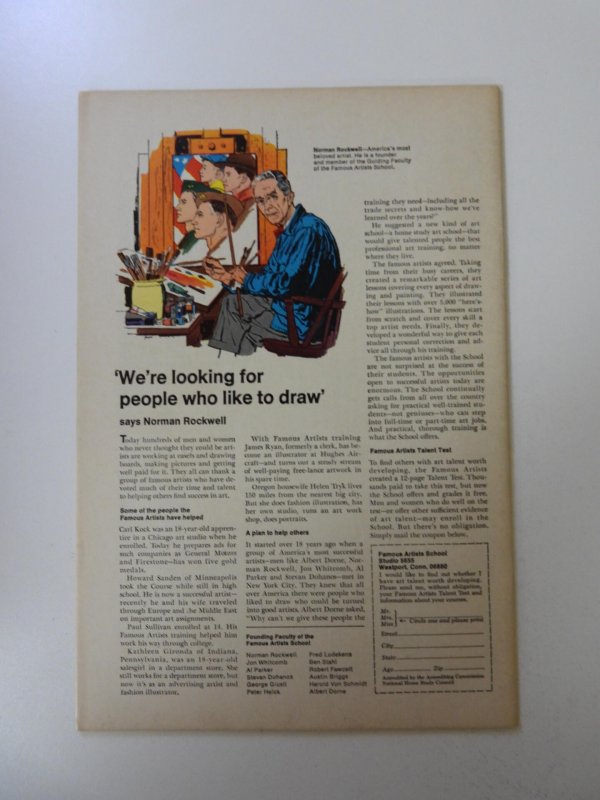 Norman Rockwell—America's most
beloved artist. He is a founder
and member of the Guiding Faculty
of the Famous Artists School.
'We're looking for
people who like to draw'
says Norman Rockwell
Today hundreds of men and women
who never thought they could be art-
ists are working at easels and drawing
boards, making pictures and getting
well paid for it. They all can thank a
group of famous artists who have de-
voted much of their time and talent
to helping others find success in art.
Some of the people the
Famous Artists have helped
Carl Kock was an 18-year-old appren-
tice in a Chicago art studio when he
enrolled. Today he prepares ads for
such companies as General Motors
and Firestone—has won five gold
medals.
Howard Sanden of Minneapolis
took the Course while still in high
school. He is now a successful artist—
recently he and his wife traveled
through Europe and the Middle East
on important art assignments.
Paul Sullivan enrolled at 14. His
Famous Artists training helped him
work his way through college.
Kathleen Gironda of Indiana,
Pennsylvania, was an 18-year-old
salesgirl in a department store. She
still works for a department store, but
now it's as an advertising artist and
fashion illustrator.
With Famous Artists training
James Ryan, formerly a clerk, has be-
come an illustrator at Hughes Air-
craft—and turns out a steady stream
of well-paying free-lance artwork in
his spare time.
Oregon housewife Helen Tryk lives
150 miles from the nearest big city.
But she does fashion illustration, has
her own studio, runs an art work
shop, does portraits.
A plan to help others
It started over 18 years ago when a
group of America's most successful
artists—men like Albert Dorne, Nor-
man Rockwell, Jon Whitcomb, Al
Parker and Stevan Dohanos—met in
New York City. They knew that all
over America there were people who
liked to draw who could be turned
into good artists. Albert Dorne asked,
"Why can't we give these people the
Founding Faculty of the
Famous Artists School
Norman Rockwell
Jon Whitcomb
Al Parker
Stevan Dohanos
George Giusti
Peter Helck
Fred Ludekens
Ben Stahl
Robert Fawcett
Austin Briggs
Harold Von Schmidt
Albert Dorne
training they need—including all the
trade secrets and know-how we've
learned over the years?"
He suggested a new kind of art
school—a home study art school—that
would give talented people the best
professional art training, no matter
where they live.
The famous artists agreed. Taking
time from their busy careers, they
created a remarkable series of art
lessons covering every aspect of draw-
ing and painting. They illustrated
their lessons with over 5,000 "here's-
how" illustrations. The lessons start
from scratch and cover every skill a
top artist needs. Finally, they de-
veloped a wonderful way to give each
student personal correction and ad-
vice all through his training.
The famous artists with the School
are not surprised at the success of
their students. The opportunities
open to successful artists today are
enormous. The School continually
gets calls from all over the country
asking for practical well-trained stu-
dents—not geniuses—who can step
into full-time or part-time art jobs.
And practical, thorough training is
what the School offers.
Famous Artists Talent Test
To find others with art talent worth
developing, the Famous Artists
created a 12-page Talent Test. Thou-
sands paid to take this test, but now
the School offers and grades it free.
Men and women who do well on the
test—or offer other sufficient evidence
of art talent—may enroll in the
School. But there's no obligation.
Simply mail the coupon below.
Famous Artists School
Studio 5655
Westport, Conn. 06880
I would like to find out whether I
have art talent worth developing.
Please send me, without obligation,
your Famous Artists Talent Test and
information about your courses.
Mr.
Mrs. Circle one and please print
Miss
Street
City
State
Age Zip
Accredited by the Accrediting Commission
National Home Study Council